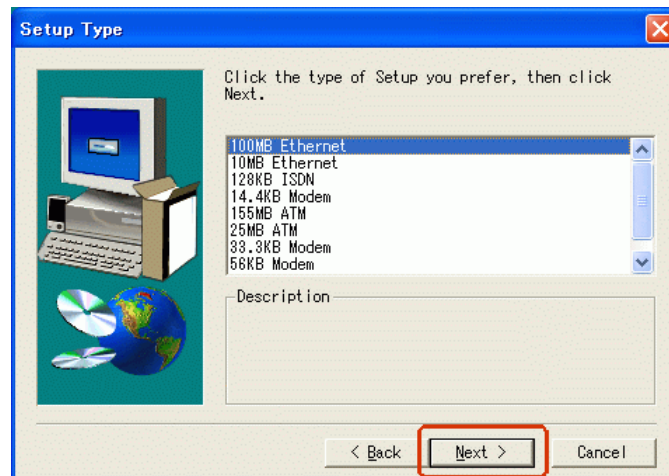 Setup Type
Click the type of Setup you prefer, then click
Next.
100MB Ethernet
10MB Ethernet
128KB ISDN
14.4KB Modem
155MB ATM
25MB ATM
33.3KB Modem
56KB Modem
Description
< Back
Next >
Cancel